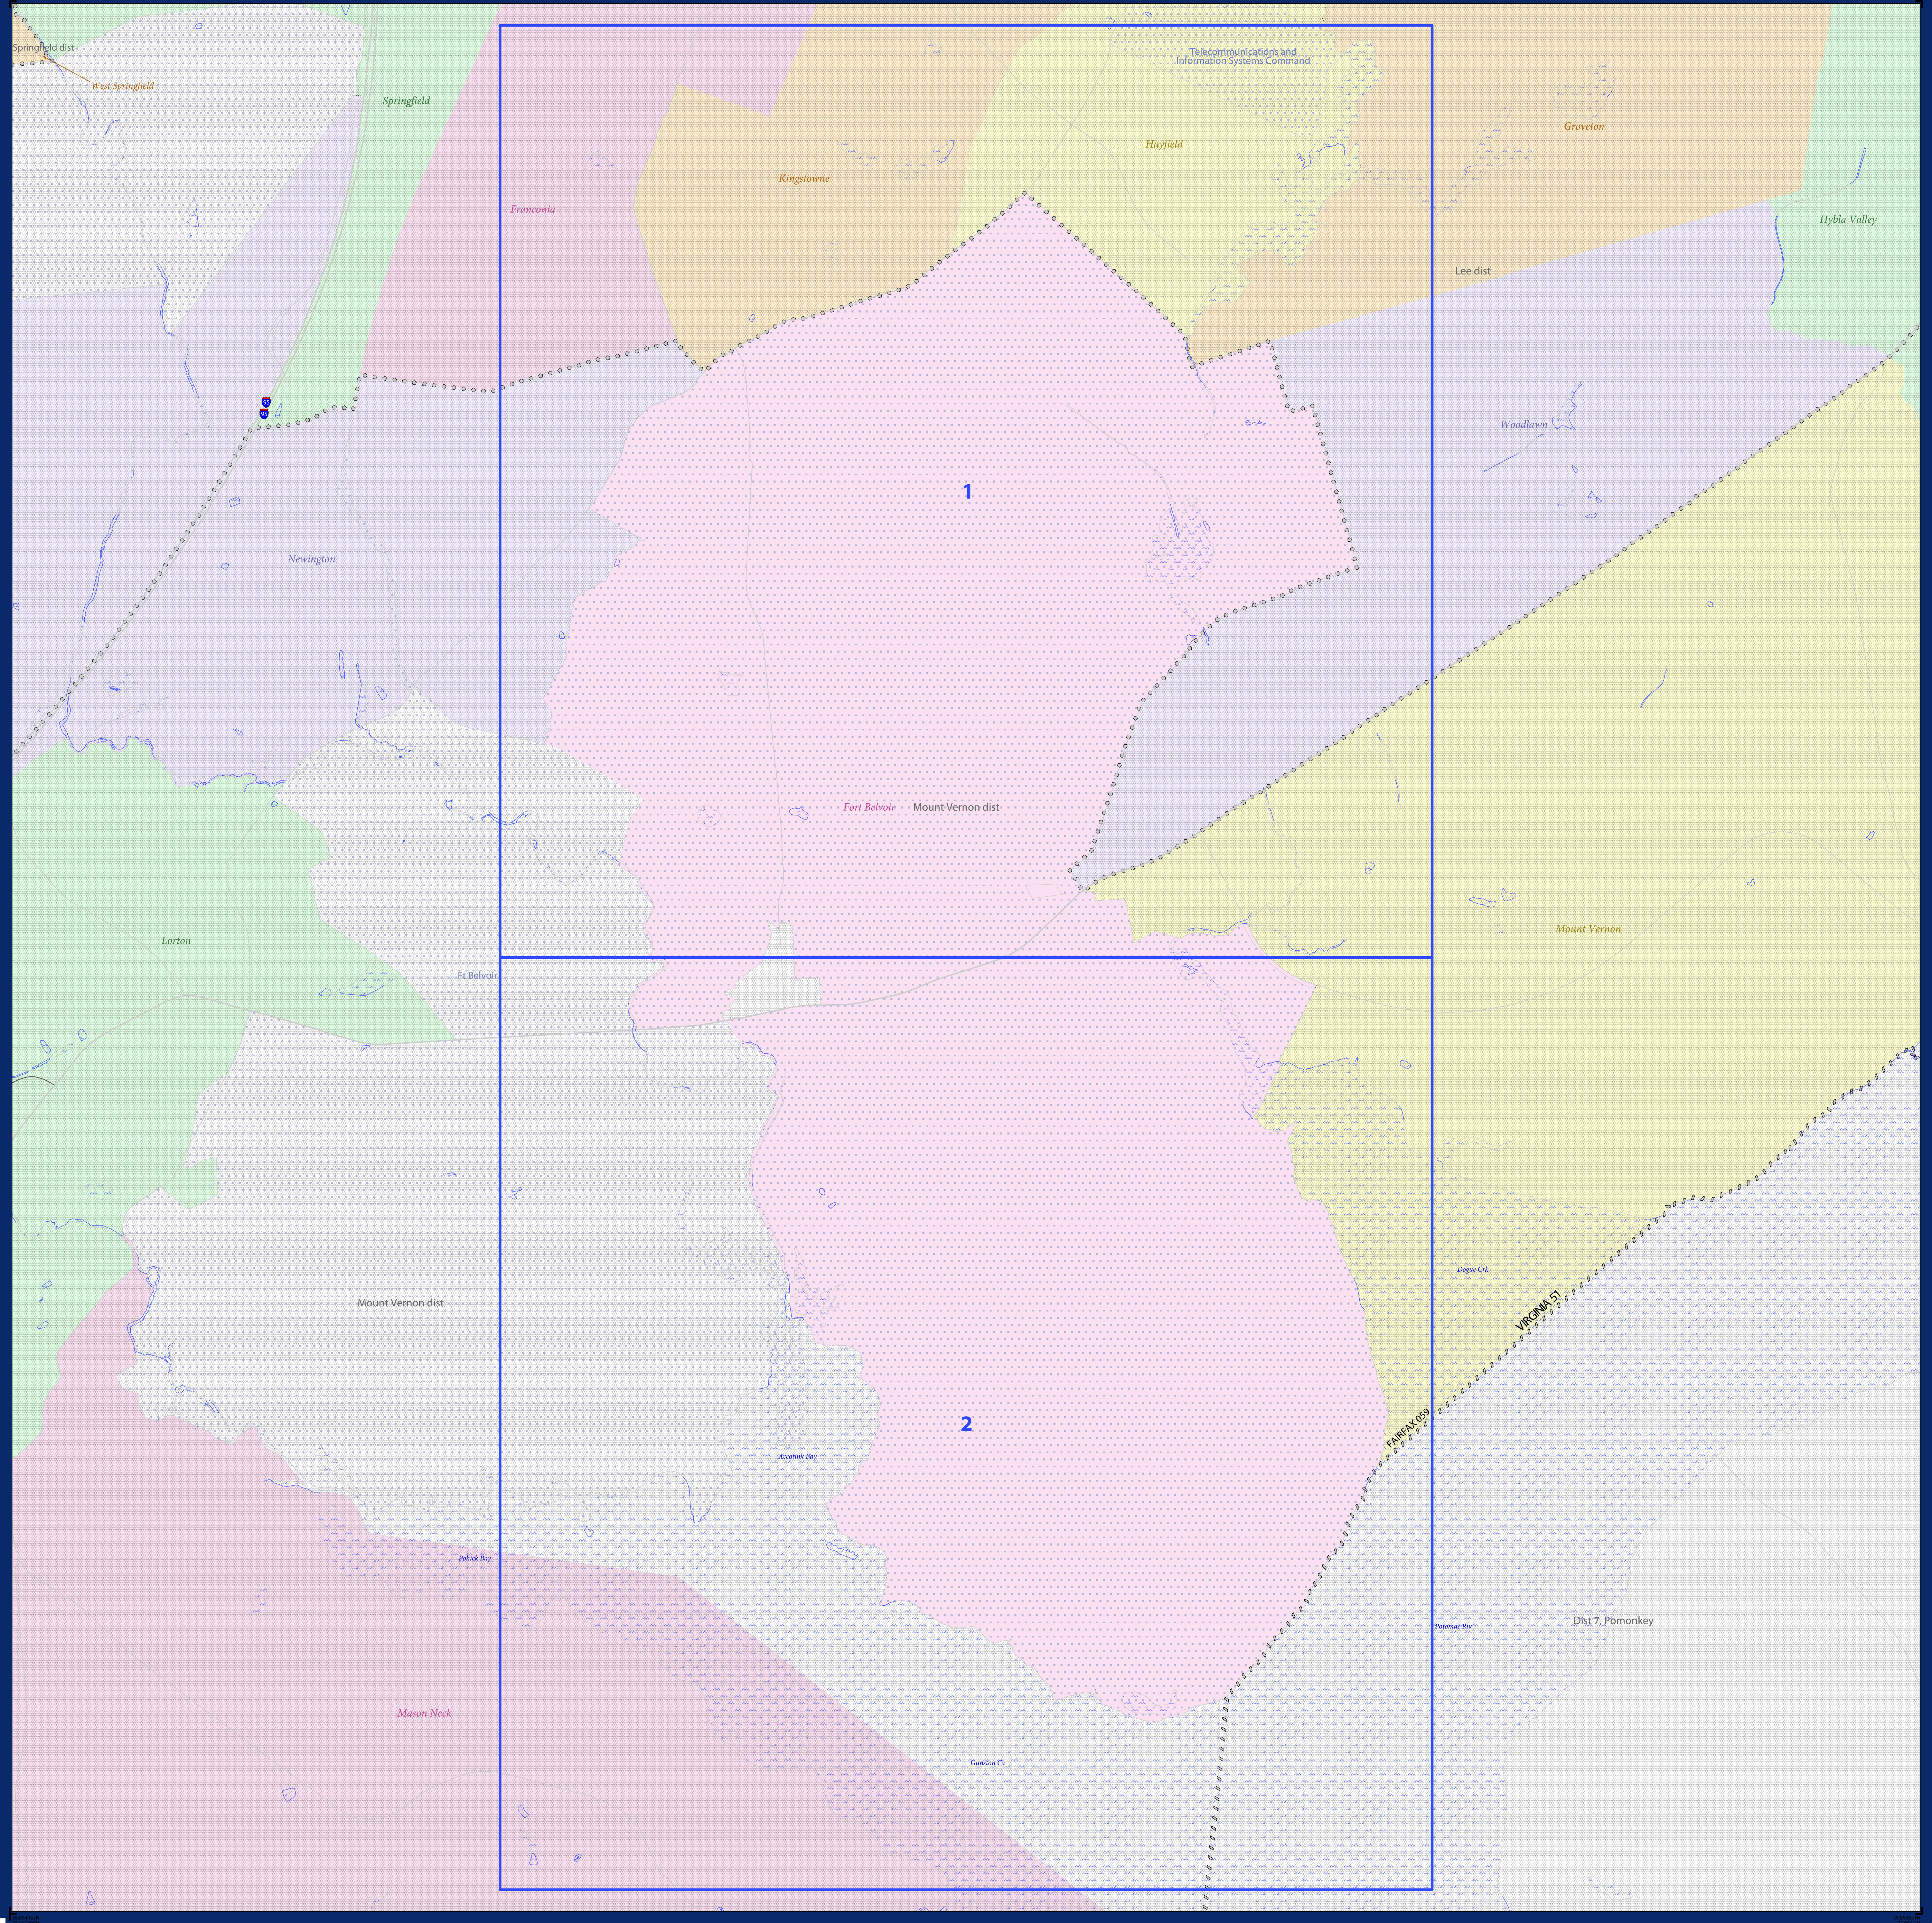 Springfield dist
Telecommunications and
Information Systems Command
West Springfield
Springfield
Groveton
Hayfield
Kingstowne
Franconia
Hybla Valley
Lee dist
95
95
Woodlawn
1
Newington
Fort Belvoir
Mount Vernon dist
Mount Vernon
Lorton
Ft Belvoir
Dogue Crk
Mount Vernon dist
VIRGINIA 51
FAIRFAX 059
2
Accotink Bay
Pohick Bay
Dist 7, Pomonkey
Potomac Riv
Mason Neck
Gunston Cv